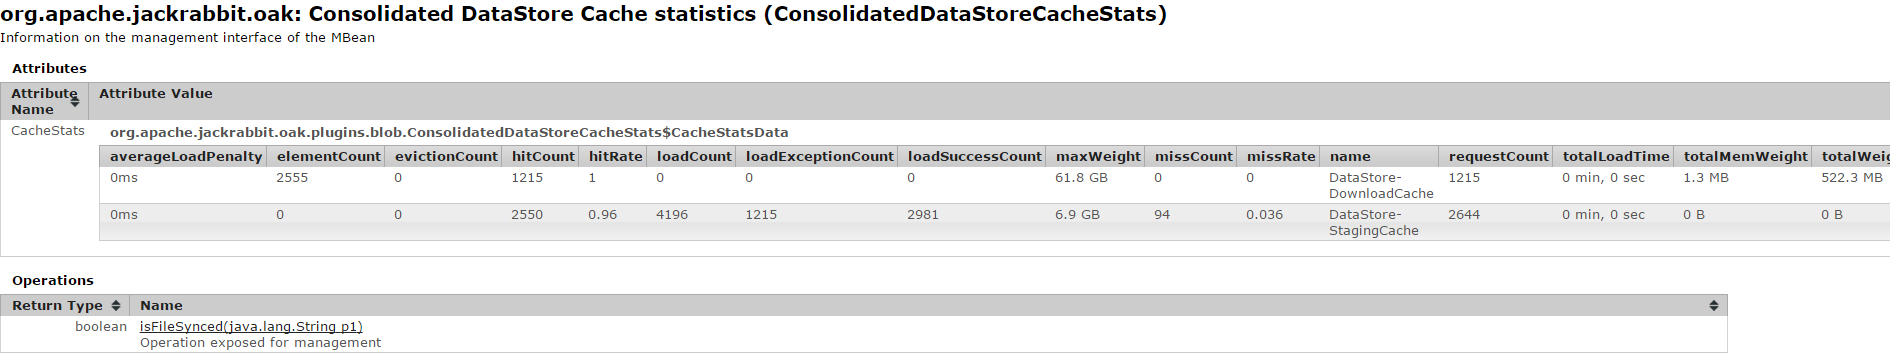 org.apache.jackrabbit.oak: Consolidated DataStore Cache statistics (ConsolidatedDataStoreCacheStats)
Information on the management interface of the MBean
Attributes
Attribute Name Attribute Value
CacheStats org.apache.jackrabbit.oak.plugins.blob.ConsolidatedDataStoreCacheStats$CacheStatsData
averageLoadPenalty elementCount evictionCount hitCount hitRate loadCount loadExceptionCount loadSuccessCount maxWeight missCount missRate name requestCount totalLoadTime totalMemWeight totalWeig
0ms 2555 0 1215 1 0 0 0 61.8 GB 0 0 DataStore-DownloadCache 1215 0 min, 0 sec 1.3 MB 522.3 MB
0ms 0 0 2550 0.96 4196 1215 2981 6.9 GB 94 0.036 DataStore-StagingCache 2644 0 min, 0 sec 0 B 0 B
Operations
Return Type Name
boolean isFileSynced(java.lang.String p1)
Operation exposed for management